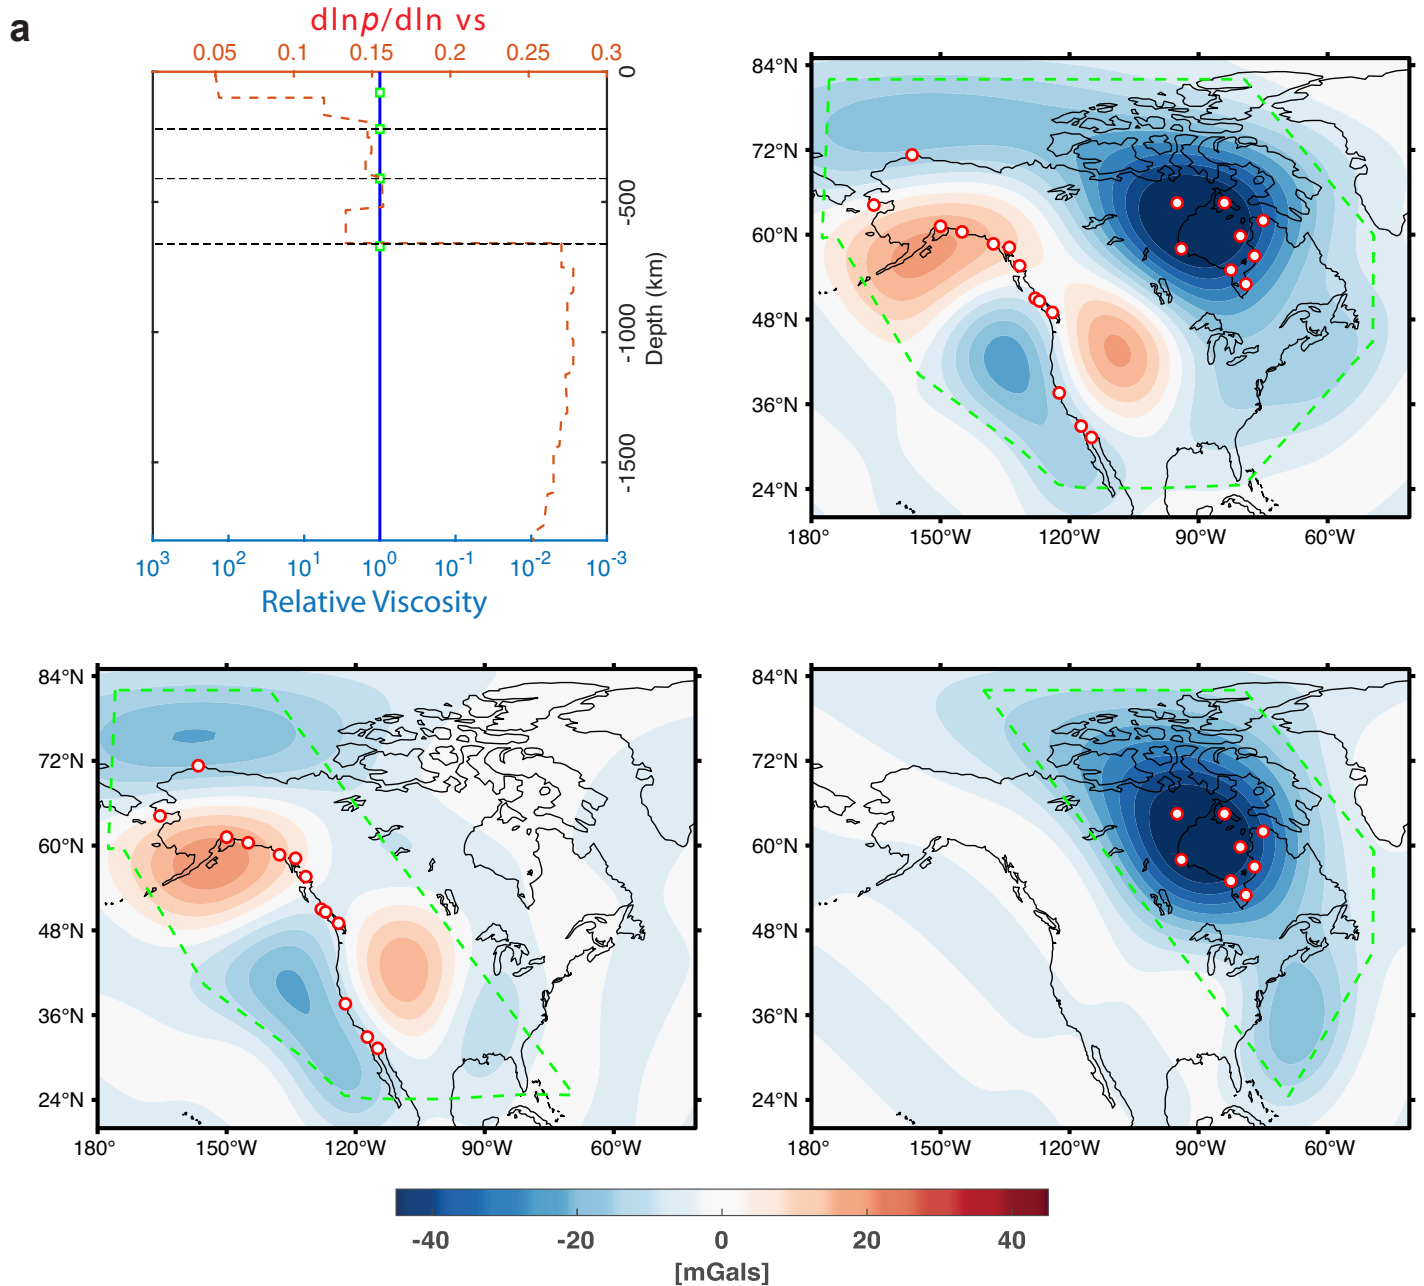 a
dlnp/dln vs
0.05 0.1 0.15 0.2 0.25 0.3
0
-500
-1000
-1500
Depth (km)
10³ 10² 10¹ 10⁰ 10⁻¹ 10⁻² 10⁻³
Relative Viscosity
84°N
72°N
60°N
48°N
36°N
24°N
180° 150°W 120°W 90°W 60°W
84°N
72°N
60°N
48°N
36°N
24°N
180° 150°W 120°W 90°W 60°W
84°N
72°N
60°N
48°N
36°N
24°N
180° 150°W 120°W 90°W 60°W
-40 -20 0 20 40
[mGals]